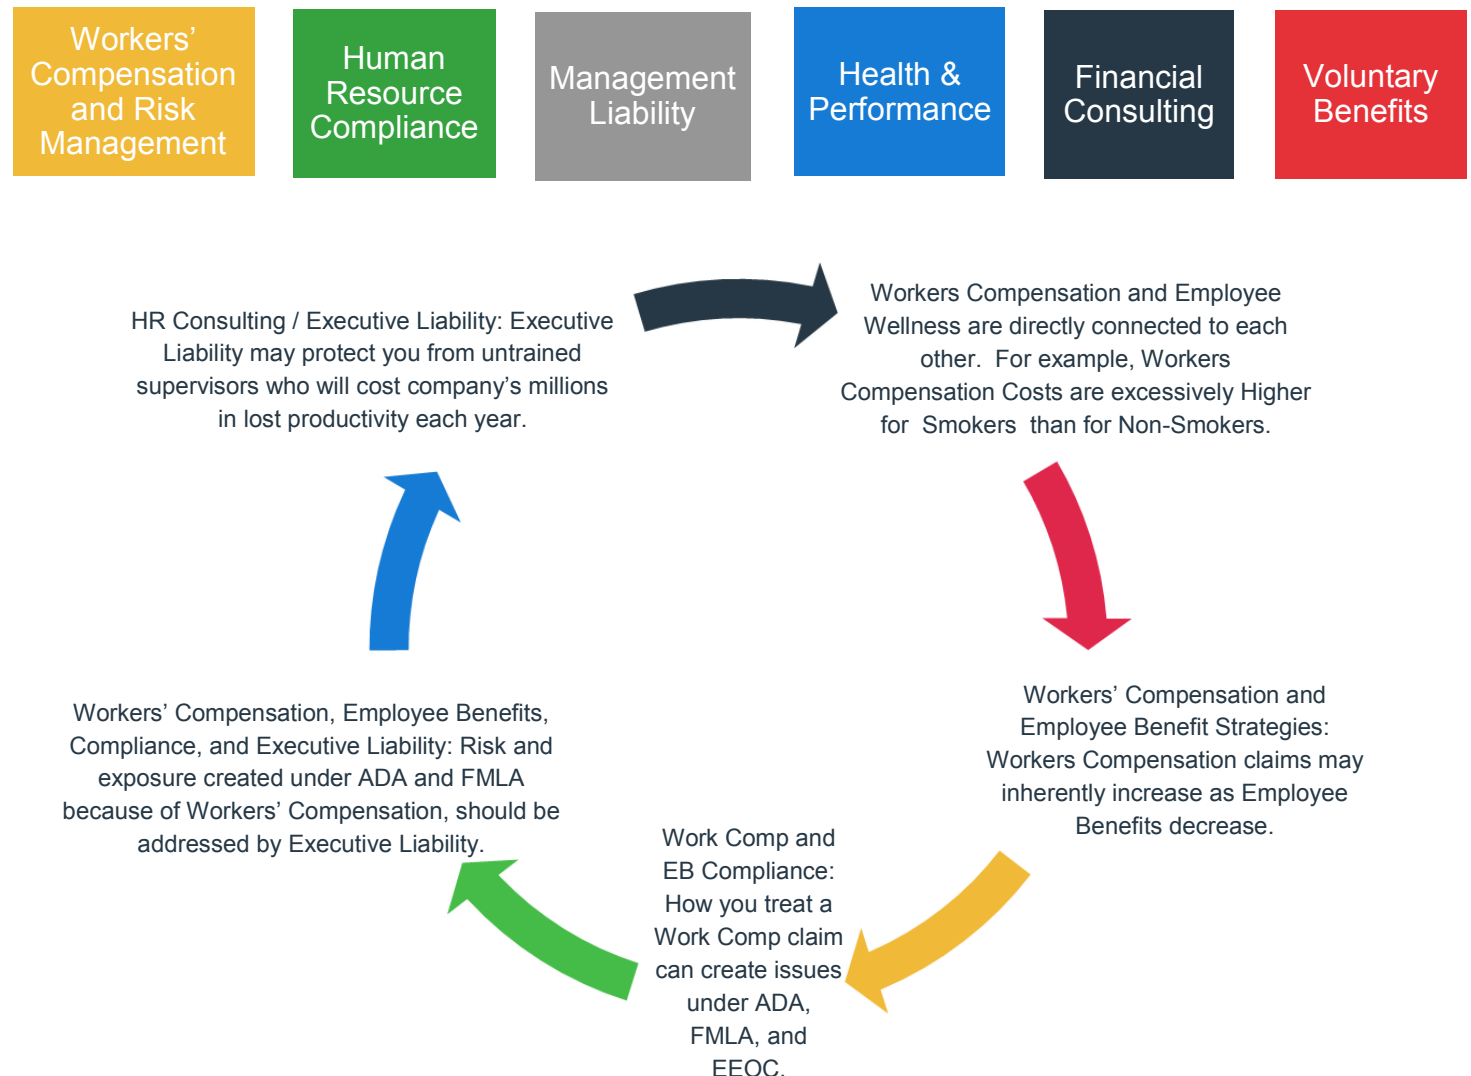 Workers’
Compensation
and Risk
Management
Human
Resource
Compliance
Management
Liability
Health &
Performance
Financial
Consulting
Voluntary
Benefits
HR Consulting / Executive Liability: Executive
Liability may protect you from untrained
supervisors who will cost company’s millions
in lost productivity each year.
Workers Compensation and Employee
Wellness are directly connected to each
other.  For example, Workers
Compensation Costs are excessively Higher
for  Smokers  than for Non-Smokers.
Workers’ Compensation and
Employee Benefit Strategies:
Workers Compensation claims may
inherently increase as Employee
Benefits decrease.
Work Comp and
EB Compliance:
How you treat a
Work Comp claim
can create issues
under ADA,
FMLA, and
EEOC.
Workers’ Compensation, Employee Benefits,
Compliance, and Executive Liability: Risk and
exposure created under ADA and FMLA
because of Workers’ Compensation, should be
addressed by Executive Liability.